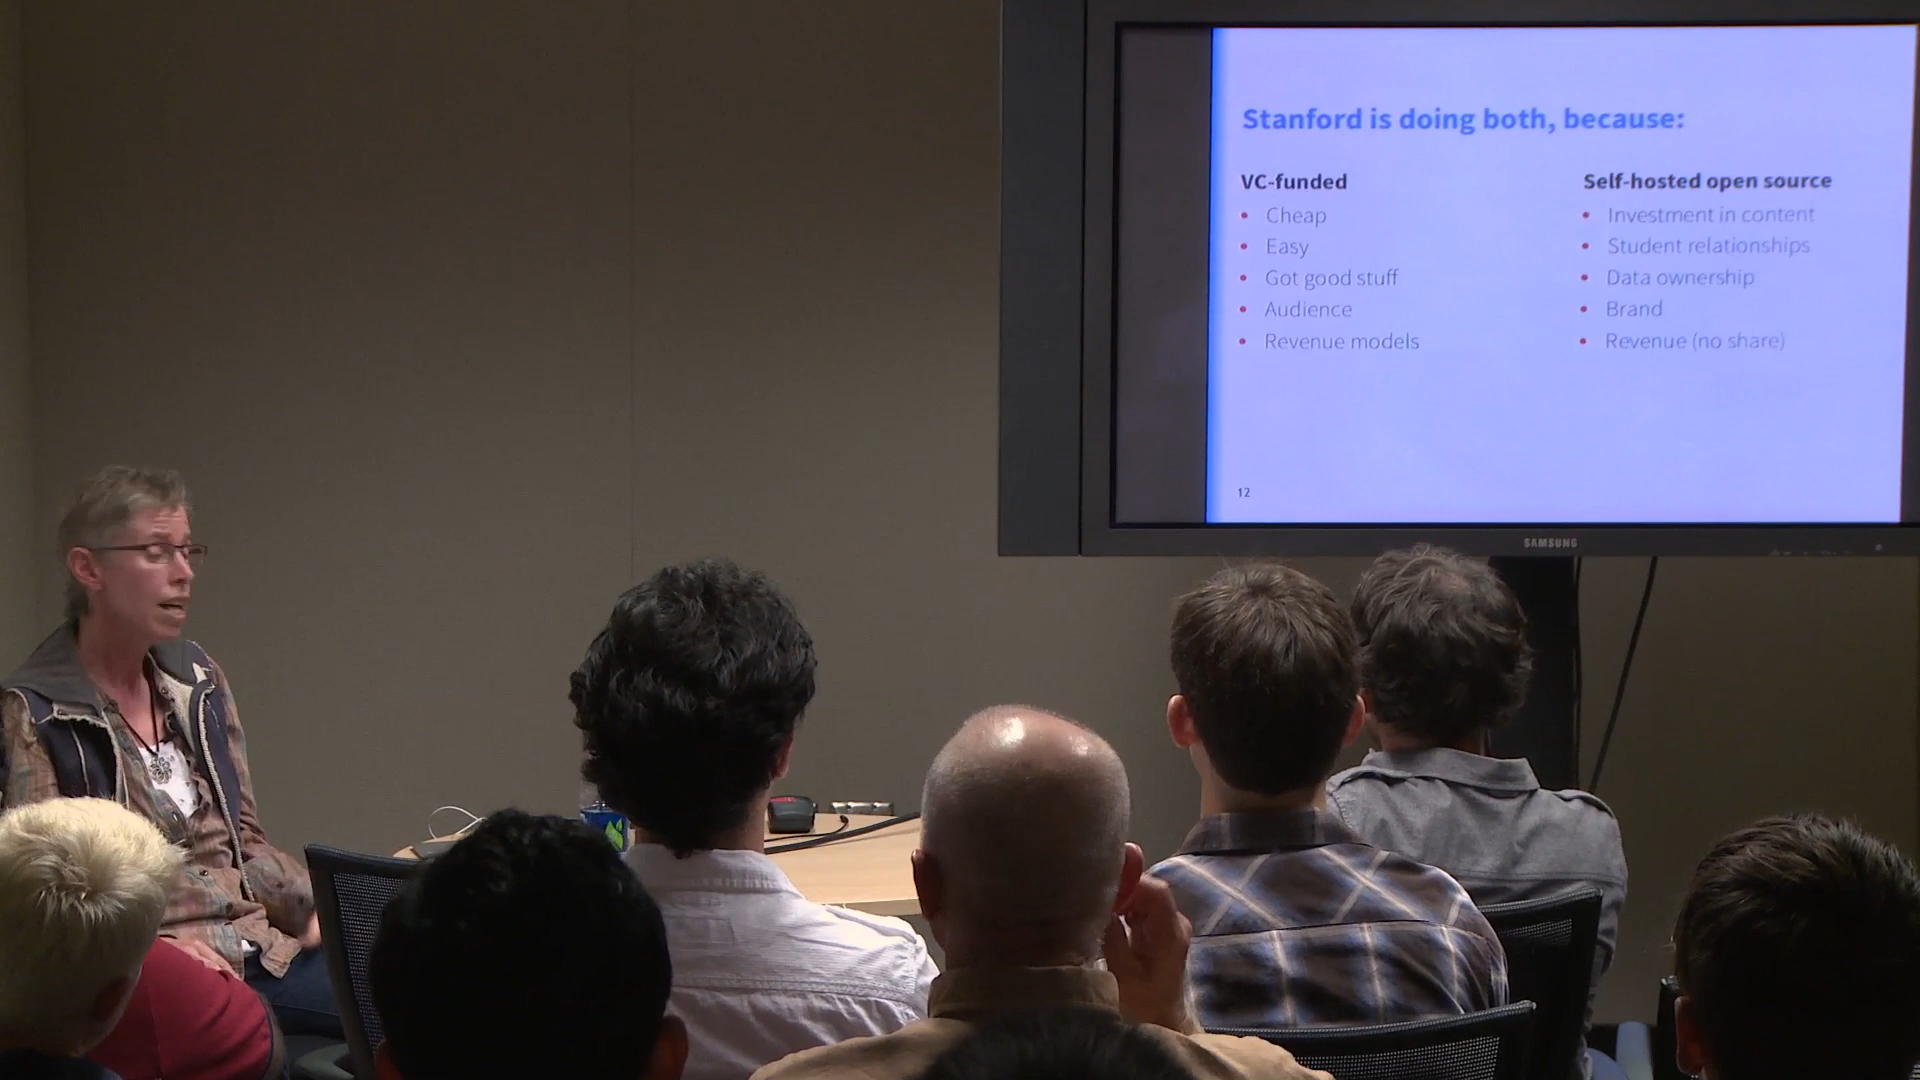 Stanford is doing both, because:
VC-funded
• Cheap
• Easy
• Got good stuff
• Audience
• Revenue models
Self-hosted open source
• Investment in content
• Student relationships
• Data ownership
• Brand
• Revenue (no share)
12
SAMSUNG